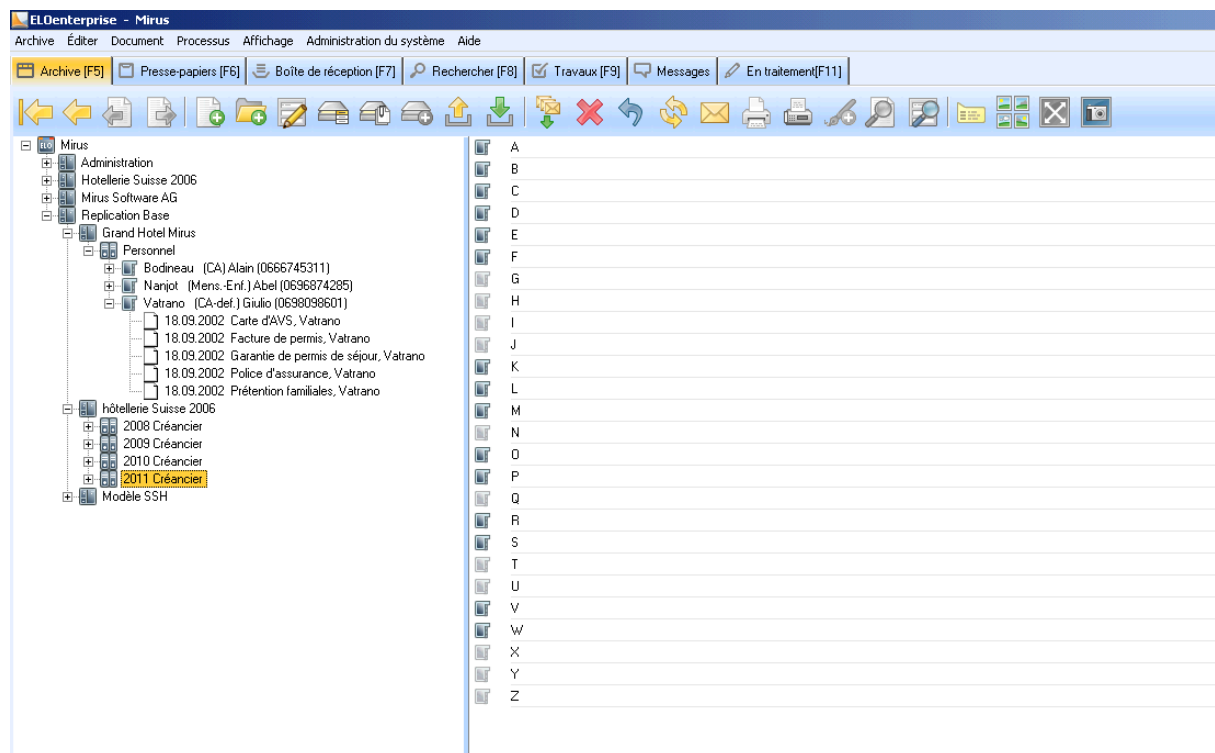 ELOenterprise - Mirus
Archive Éditer Document Processus Affichage Administration du système Aide
Archive [F5] Presse-papiers [F6] Boîte de réception [F7] Rechercher [F8] Travaux [F9] Messages En traitement[F11]
ELO Mirus
Administration
Hotellerie Suisse 2006
Mirus Software AG
Replication Base
Grand Hotel Mirus
Personnel
Bodineau (CA) Alain (0666745311)
Nanjot (Mens.-Enf.) Abel (0696874285)
Vatrano (CA-def.) Giulio (0698098601)
18.09.2002 Carte d'AVS, Vatrano
18.09.2002 Facture de permis, Vatrano
18.09.2002 Garantie de permis de séjour, Vatrano
18.09.2002 Police d'assurance, Vatrano
18.09.2002 Prétention familiales, Vatrano
hôtellerie Suisse 2006
2008 Créancier
2009 Créancier
2010 Créancier
2011 Créancier
Modèle SSH
A
B
C
D
E
F
G
H
I
J
K
L
M
N
O
P
Q
R
S
T
U
V
W
X
Y
Z